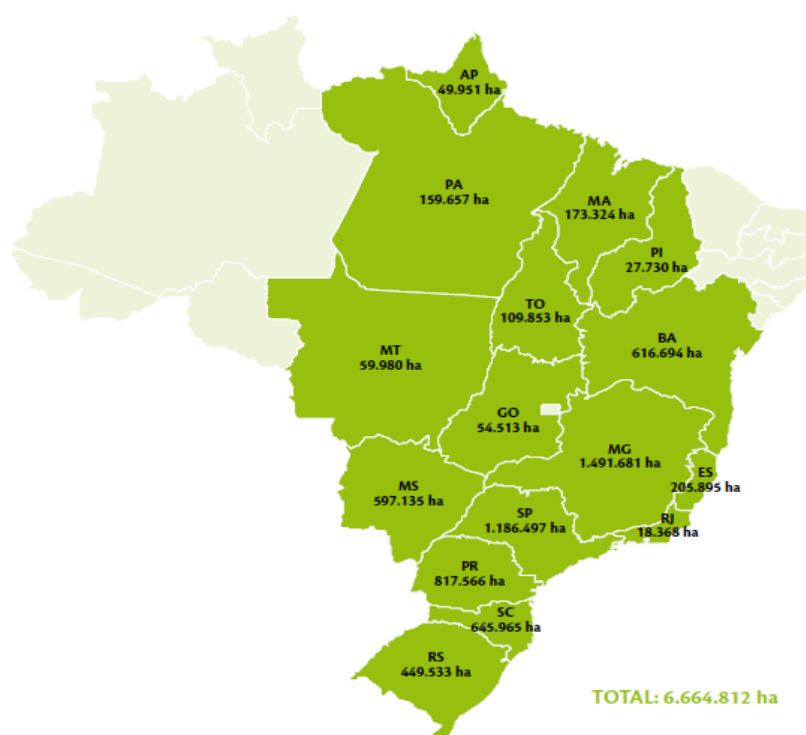 AP
49.951 ha
PA
159.657 ha
MA
173.324 ha
PI
27.730 ha
TO
109.853 ha
BA
616.694 ha
MT
59.980 ha
GO
54.513 ha
MG
1.491.681 ha
ES
205.895 ha
MS
597.135 ha
SP
1.186.497 ha
RJ
18.368 ha
PR
817.566 ha
SC
645.965 ha
RS
449.533 ha
TOTAL: 6.664.812 ha